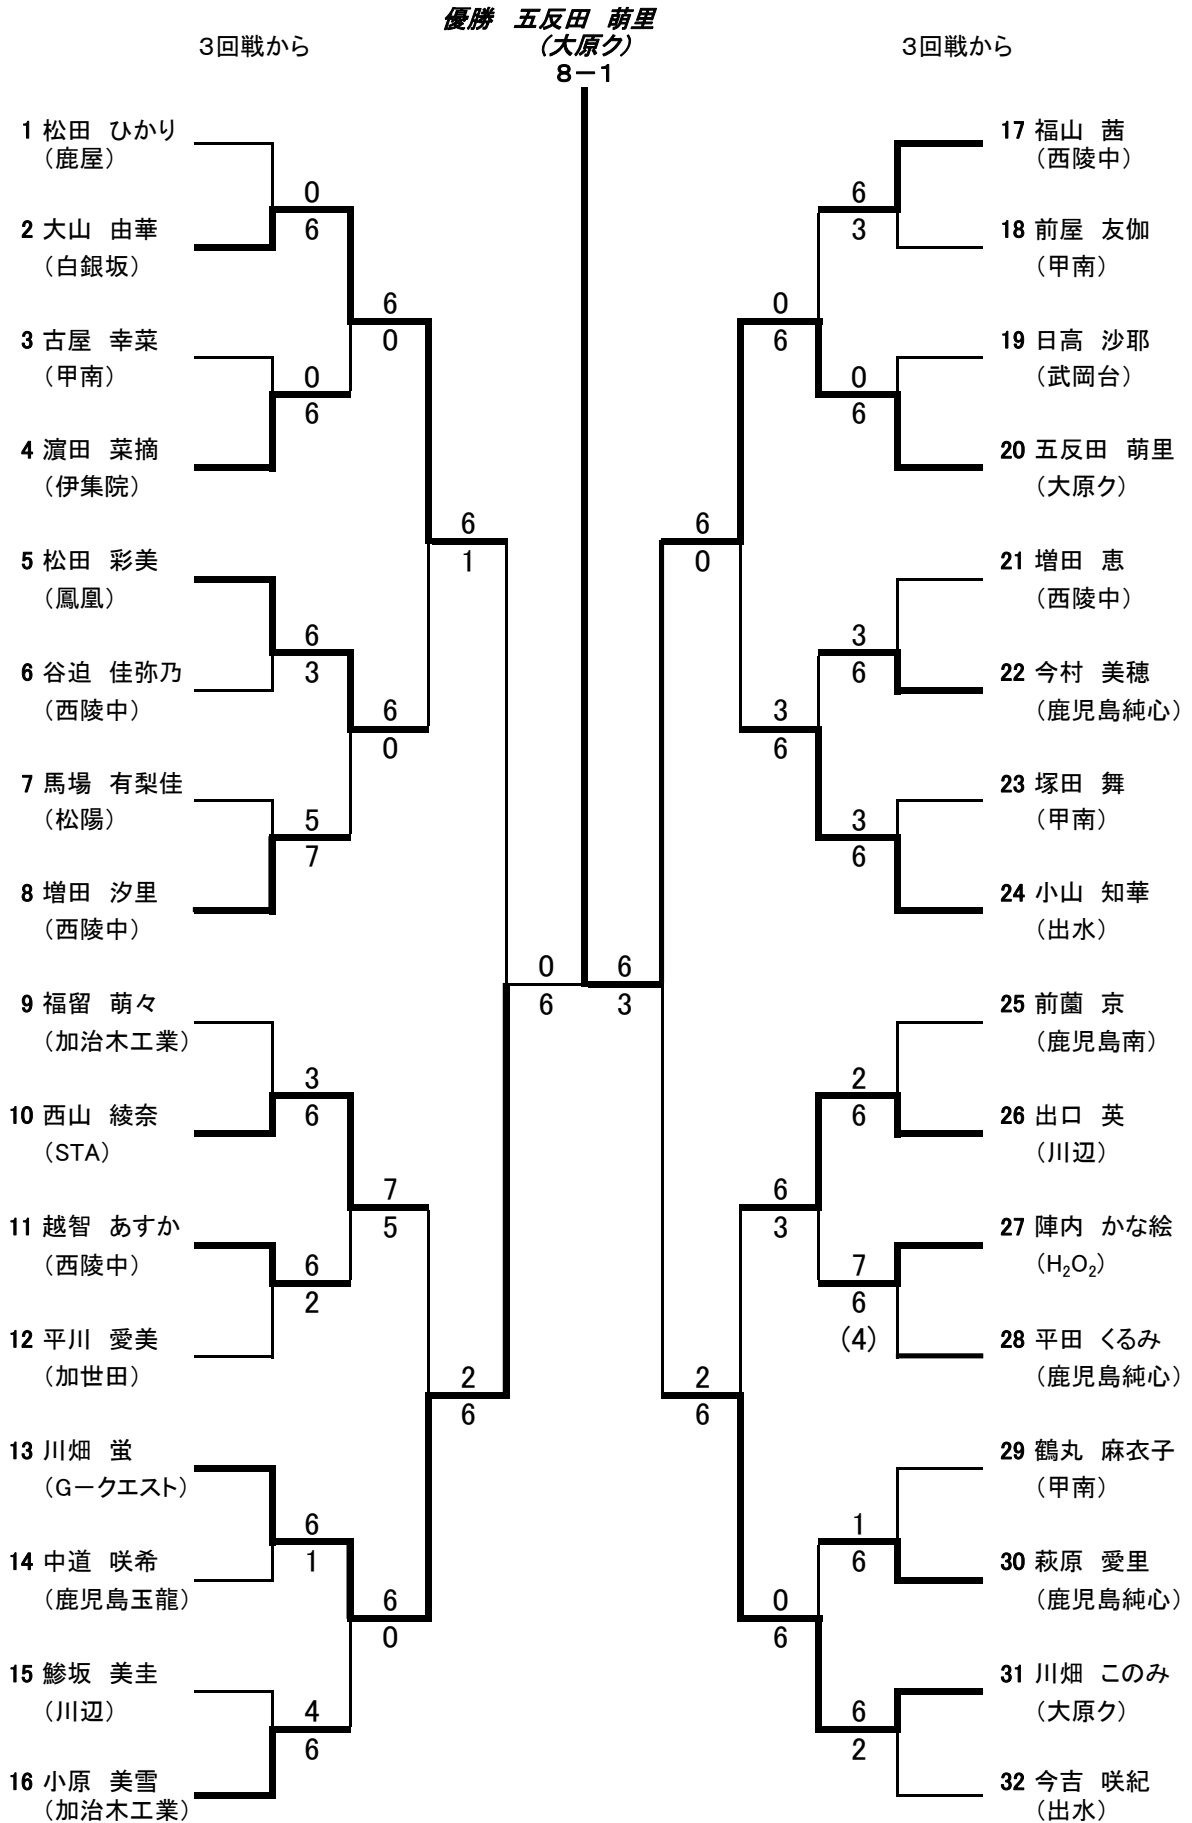 優勝 五反田 萌里
(大原ク)
8－1
３回戦から
３回戦から
1 松田 ひかり
（鹿屋）
2 大山 由華
（白銀坂）
3 古屋 幸菜
（甲南）
4 濵田 菜摘
（伊集院）
5 松田 彩美
（鳳凰）
6 谷迫 佳弥乃
（西陵中）
7 馬場 有梨佳
（松陽）
8 増田 汐里
（西陵中）
9 福留 萌々
（加治木工業）
10 西山 綾奈
（STA）
11 越智 あすか
（西陵中）
12 平川 愛美
（加世田）
13 川畑 蛍
（G－クエスト）
14 中道 咲希
（鹿児島玉龍）
15 鯵坂 美圭
（川辺）
16 小原 美雪
（加治木工業）
0
6
0
6
6
3
5
7
3
6
6
2
6
1
4
6
6
0
6
0
7
5
6
0
6
1
2
6
0
6
6
3
6
0
2
6
0
6
3
6
6
3
0
6
6
3
0
6
3
6
3
6
2
6
7
6
(4)
1
6
6
2
17 福山 茜
（西陵中）
18 前屋 友伽
（甲南）
19 日高 沙耶
（武岡台）
20 五反田 萌里
（大原ク）
21 増田 恵
（西陵中）
22 今村 美穂
（鹿児島純心）
23 塚田 舞
（甲南）
24 小山 知華
（出水）
25 前薗 京
（鹿児島南）
26 出口 英
（川辺）
27 陣内 かな絵
（H₂O₂）
28 平田 くるみ
（鹿児島純心）
29 鶴丸 麻衣子
（甲南）
30 萩原 愛里
（鹿児島純心）
31 川畑 このみ
（大原ク）
32 今吉 咲紀
（出水）